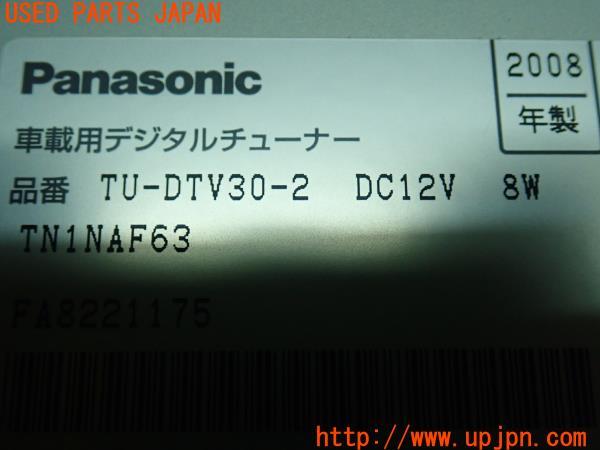 USED PARTS JAPAN
Panasonic
2008
年製
車載用デジタルチューナー
品番 TU-DTV30-2 DC12V 8W
TN1NAF63
FA8221175
http://www.upjpn.com